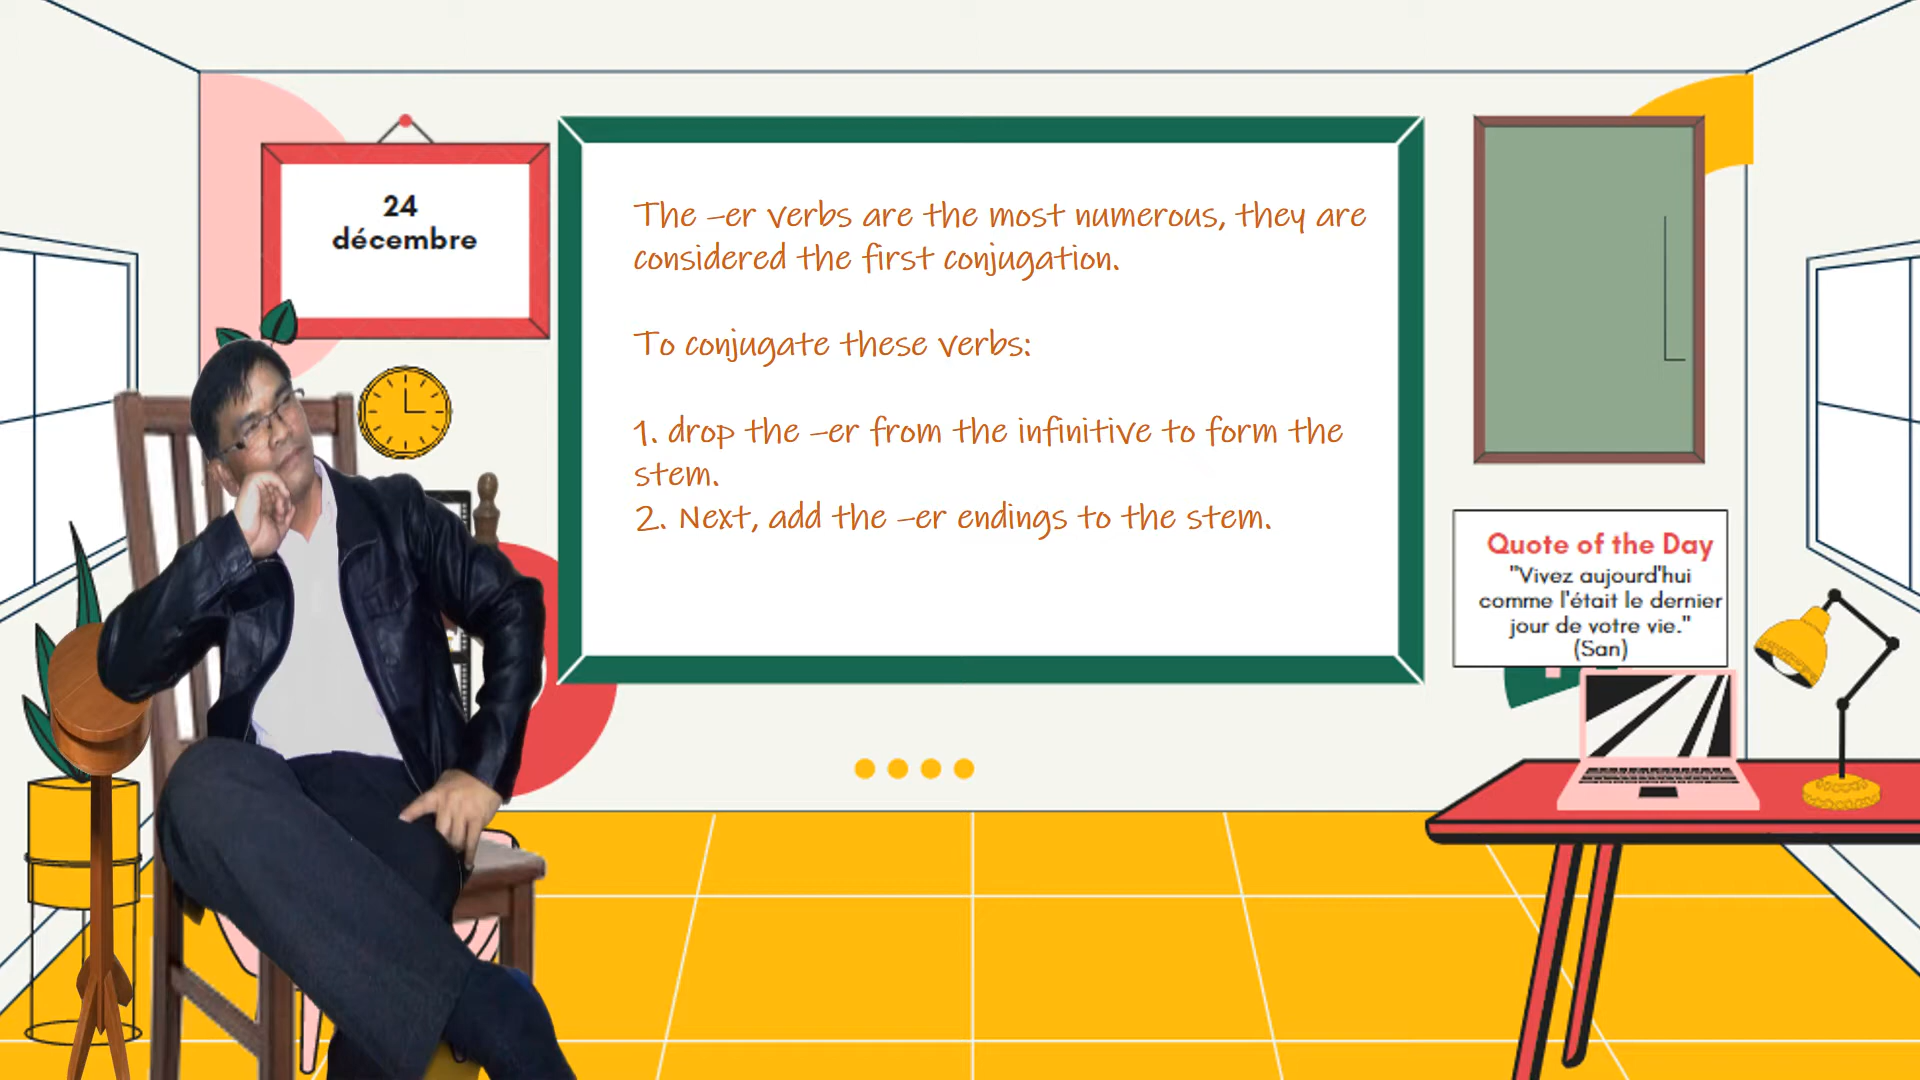 24
décembre
The –er verbs are the most numerous, they are
considered the first conjugation.
To conjugate these verbs:
1. drop the –er from the infinitive to form the
stem.
2. Next, add the –er endings to the stem.
Quote of the Day
"Vivez aujourd'hui
comme l'était le dernier
jour de votre vie."
(San)